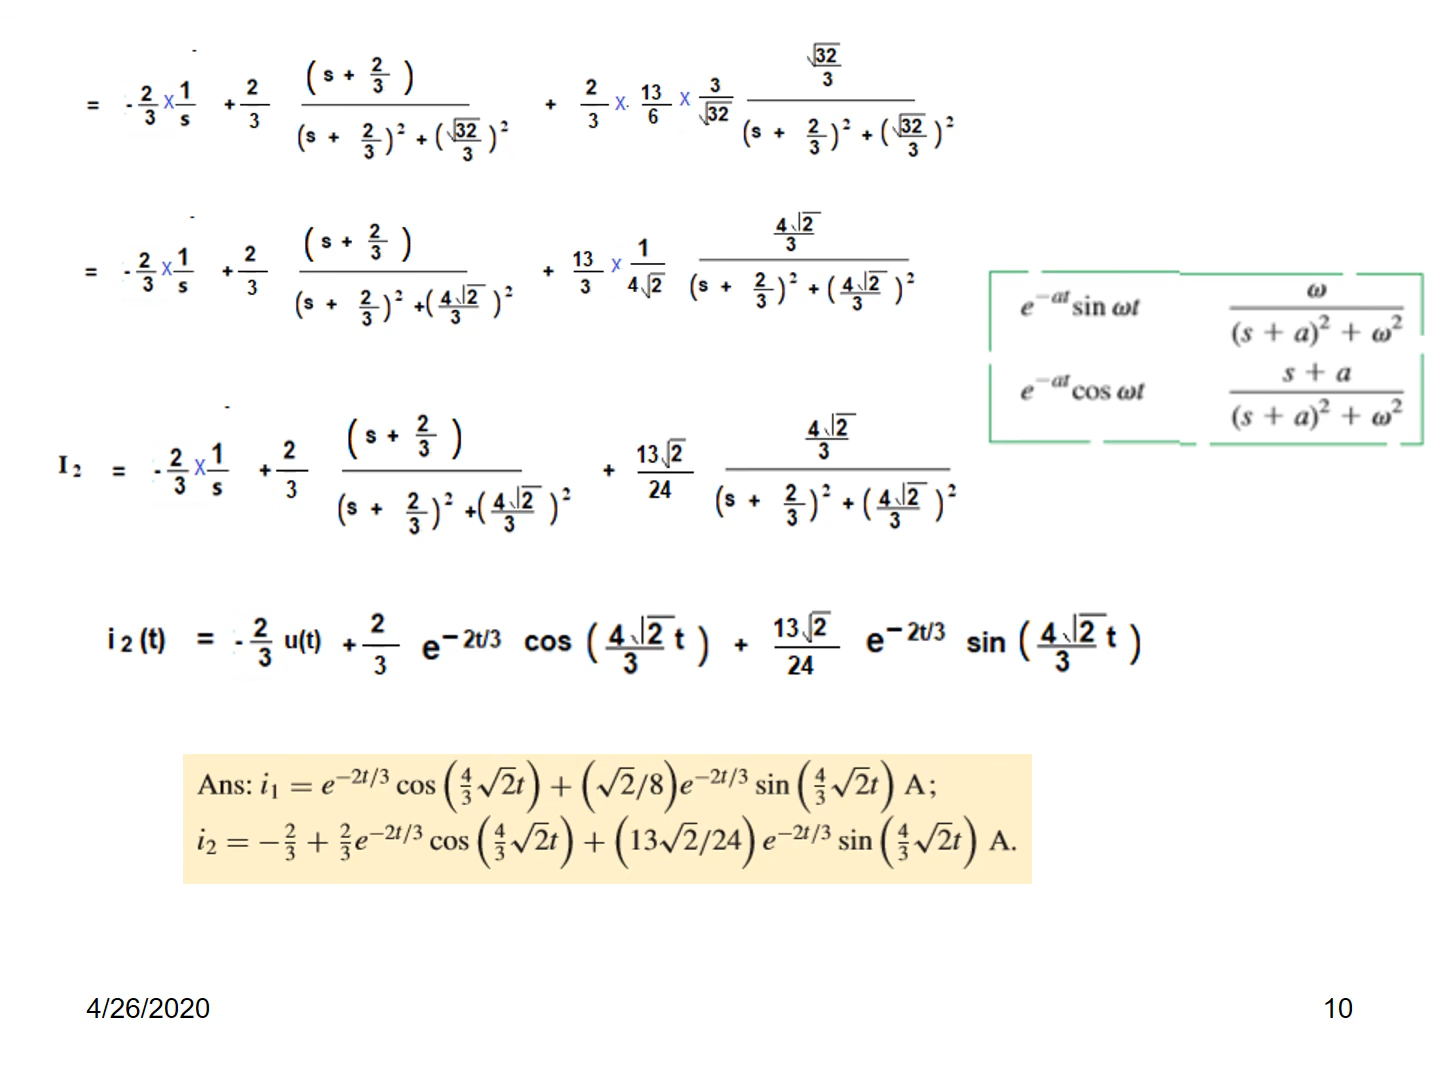 = - 2/3 X 1/s + 2/3 (s + 2/3) / ((s + 2/3)² + (√32/3)²) + 2/3 X. 13/6 X 3/√32 (√32/3) / ((s + 2/3)² + (√32/3)²)
= - 2/3 X 1/s + 2/3 (s + 2/3) / ((s + 2/3)² + (4√2/3)²) + 13/3 X 1/(4√2) (4√2/3) / ((s + 2/3)² + (4√2/3)²)
e^{-at} sin ωt ω / ((s + a)² + ω²)
e^{-at} cos ωt (s + a) / ((s + a)² + ω²)
I₂ = - 2/3 X 1/s + 2/3 (s + 2/3) / ((s + 2/3)² + (4√2/3)²) + 13√2/24 (4√2/3) / ((s + 2/3)² + (4√2/3)²)
i₂(t) = - 2/3 u(t) + 2/3 e^{-2t/3} cos (4√2/3 t) + 13√2/24 e^{-2t/3} sin (4√2/3 t)
Ans: i₁ = e^{-2t/3} cos (4/3 √2t) + (√2/8)e^{-2t/3} sin (4/3 √2t) A;
i₂ = -2/3 + 2/3 e^{-2t/3} cos (4/3 √2t) + (13√2/24) e^{-2t/3} sin (4/3 √2t) A.
4/26/2020
10